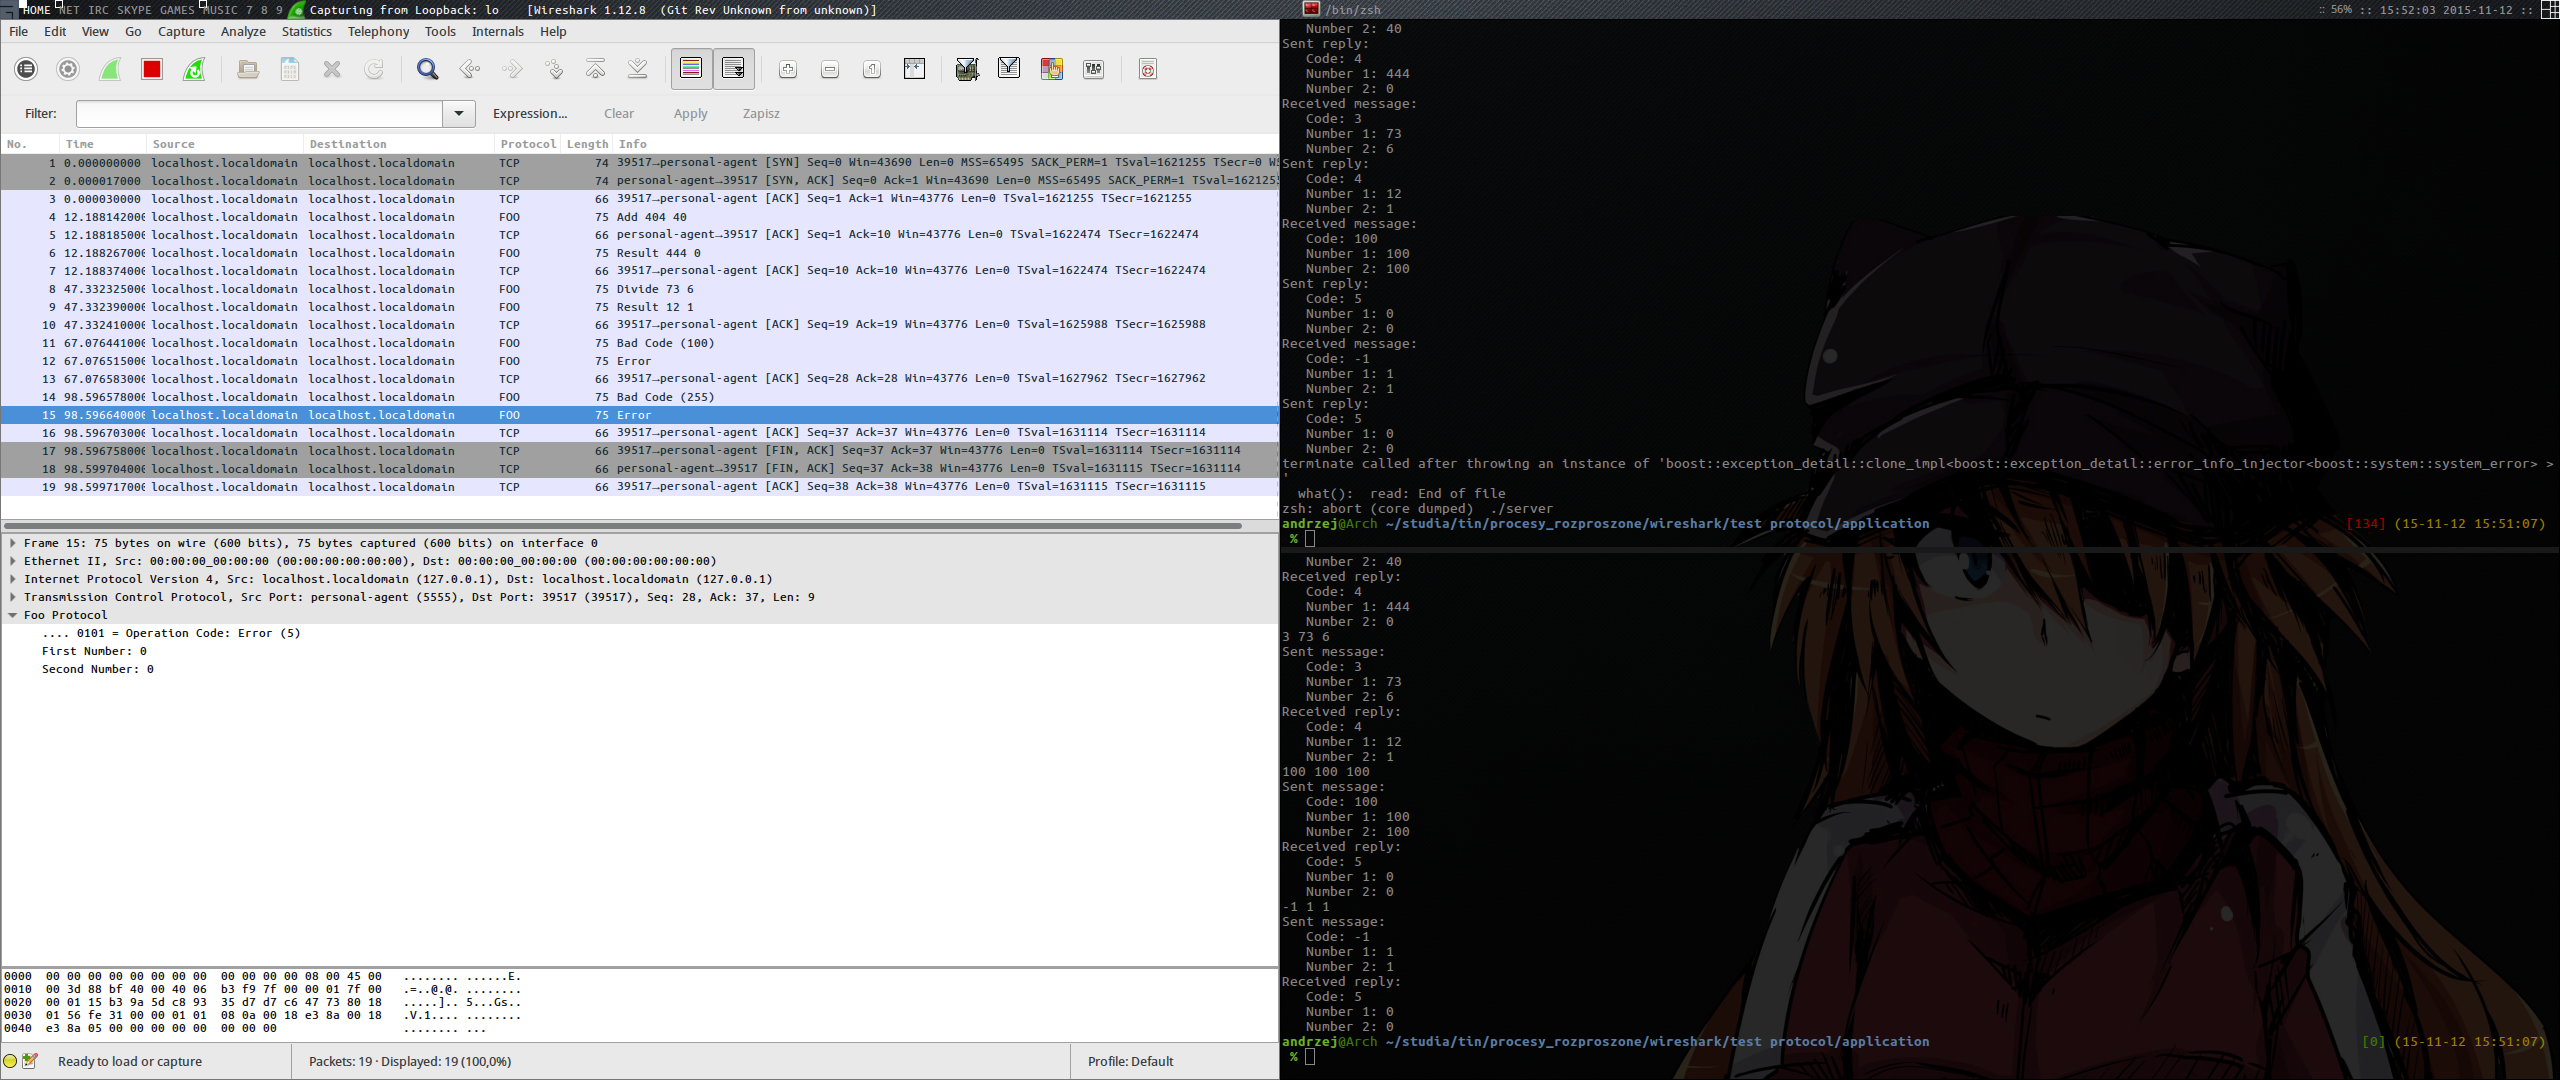 HOME NET IRC SKYPE GAMES MUSIC 7 8 9 Capturing from Loopback: lo [Wireshark 1.12.8 (Git Rev Unknown from unknown)]
/bin/zsh
:: 56% :: 15:52:03 2015-11-12 ::
File Edit View Go Capture Analyze Statistics Telephony Tools Internals Help
Filter: Expression... Clear Apply Zapisz
No. Time Source Destination Protocol Length Info
1 0.000000000 localhost.localdomain localhost.localdomain TCP 74 39517→personal-agent [SYN] Seq=0 Win=43690 Len=0 MSS=65495 SACK_PERM=1 TSval=1621255 TSecr=0 W
2 0.000017000 localhost.localdomain localhost.localdomain TCP 74 personal-agent→39517 [SYN, ACK] Seq=0 Ack=1 Win=43690 Len=0 MSS=65495 SACK_PERM=1 TSval=162125
3 0.000030000 localhost.localdomain localhost.localdomain TCP 66 39517→personal-agent [ACK] Seq=1 Ack=1 Win=43776 Len=0 TSval=1621255 TSecr=1621255
4 12.188142000 localhost.localdomain localhost.localdomain FOO 75 Add 404 40
5 12.188185000 localhost.localdomain localhost.localdomain TCP 66 personal-agent→39517 [ACK] Seq=1 Ack=10 Win=43776 Len=0 TSval=1622474 TSecr=1622474
6 12.188267000 localhost.localdomain localhost.localdomain FOO 75 Result 444 0
7 12.188374000 localhost.localdomain localhost.localdomain TCP 66 39517→personal-agent [ACK] Seq=10 Ack=10 Win=43776 Len=0 TSval=1622474 TSecr=1622474
8 47.332325000 localhost.localdomain localhost.localdomain FOO 75 Divide 73 6
9 47.332390000 localhost.localdomain localhost.localdomain FOO 75 Result 12 1
10 47.332410000 localhost.localdomain localhost.localdomain TCP 66 39517→personal-agent [ACK] Seq=19 Ack=19 Win=43776 Len=0 TSval=1625988 TSecr=1625988
11 67.076441000 localhost.localdomain localhost.localdomain FOO 75 Bad Code (100)
12 67.076515000 localhost.localdomain localhost.localdomain FOO 75 Error
13 67.076583000 localhost.localdomain localhost.localdomain TCP 66 39517→personal-agent [ACK] Seq=28 Ack=28 Win=43776 Len=0 TSval=1627962 TSecr=1627962
14 98.596578000 localhost.localdomain localhost.localdomain FOO 75 Bad Code (255)
15 98.596640000 localhost.localdomain localhost.localdomain FOO 75 Error
16 98.596703000 localhost.localdomain localhost.localdomain TCP 66 39517→personal-agent [ACK] Seq=37 Ack=37 Win=43776 Len=0 TSval=1631114 TSecr=1631114
17 98.596758000 localhost.localdomain localhost.localdomain TCP 66 39517→personal-agent [FIN, ACK] Seq=37 Ack=37 Win=43776 Len=0 TSval=1631114 TSecr=1631114
18 98.599704000 localhost.localdomain localhost.localdomain TCP 66 personal-agent→39517 [FIN, ACK] Seq=37 Ack=38 Win=43776 Len=0 TSval=1631115 TSecr=1631114
19 98.599717000 localhost.localdomain localhost.localdomain TCP 66 39517→personal-agent [ACK] Seq=38 Ack=38 Win=43776 Len=0 TSval=1631115 TSecr=1631115
Frame 15: 75 bytes on wire (600 bits), 75 bytes captured (600 bits) on interface 0
Ethernet II, Src: 00:00:00_00:00:00 (00:00:00:00:00:00), Dst: 00:00:00_00:00:00 (00:00:00:00:00:00)
Internet Protocol Version 4, Src: localhost.localdomain (127.0.0.1), Dst: localhost.localdomain (127.0.0.1)
Transmission Control Protocol, Src Port: personal-agent (5555), Dst Port: 39517 (39517), Seq: 28, Ack: 37, Len: 9
Foo Protocol
.... 0101 = Operation Code: Error (5)
First Number: 0
Second Number: 0
0000 00 00 00 00 00 00 00 00 00 00 00 00 08 00 45 00 ........ ......E.
0010 00 3d 88 bf 40 00 40 06 b3 f9 7f 00 00 01 7f 00 .=..@.@. ........
0020 00 01 15 b3 9a 5d c8 93 35 d7 d7 c6 47 73 80 18 .....].. 5...Gs..
0030 01 56 fe 31 00 00 01 01 08 0a 00 18 e3 8a 00 18 .V.1.... ........
0040 e3 8a 05 00 00 00 00 00 00 00 00 ........ ...
Ready to load or capture Packets: 19 · Displayed: 19 (100,0%) Profile: Default
Number 2: 40
Sent reply:
Code: 4
Number 1: 444
Number 2: 0
Received message:
Code: 3
Number 1: 73
Number 2: 6
Sent reply:
Code: 4
Number 1: 12
Number 2: 1
Received message:
Code: 100
Number 1: 100
Number 2: 100
Sent reply:
Code: 5
Number 1: 0
Number 2: 0
Received message:
Code: -1
Number 1: 1
Number 2: 1
Sent reply:
Code: 5
Number 1: 0
Number 2: 0
terminate called after throwing an instance of 'boost::exception_detail::clone_impl<boost::exception_detail::error_info_injector<boost::system::system_error> >
'
what(): read: End of file
zsh: abort (core dumped) ./server
andrzej@Arch ~/studia/tin/procesy_rozproszone/wireshark/test protocol/application [134] (15-11-12 15:51:07)
%
Number 2: 40
Received reply:
Code: 4
Number 1: 444
Number 2: 0
3 73 6
Sent message:
Code: 3
Number 1: 73
Number 2: 6
Received reply:
Code: 4
Number 1: 12
Number 2: 1
100 100 100
Sent message:
Code: 100
Number 1: 100
Number 2: 100
Received reply:
Code: 5
Number 1: 0
Number 2: 0
-1 1 1
Sent message:
Code: -1
Number 1: 1
Number 2: 1
Received reply:
Code: 5
Number 1: 0
Number 2: 0
andrzej@Arch ~/studia/tin/procesy_rozproszone/wireshark/test protocol/application [0] (15-11-12 15:51:07)
%